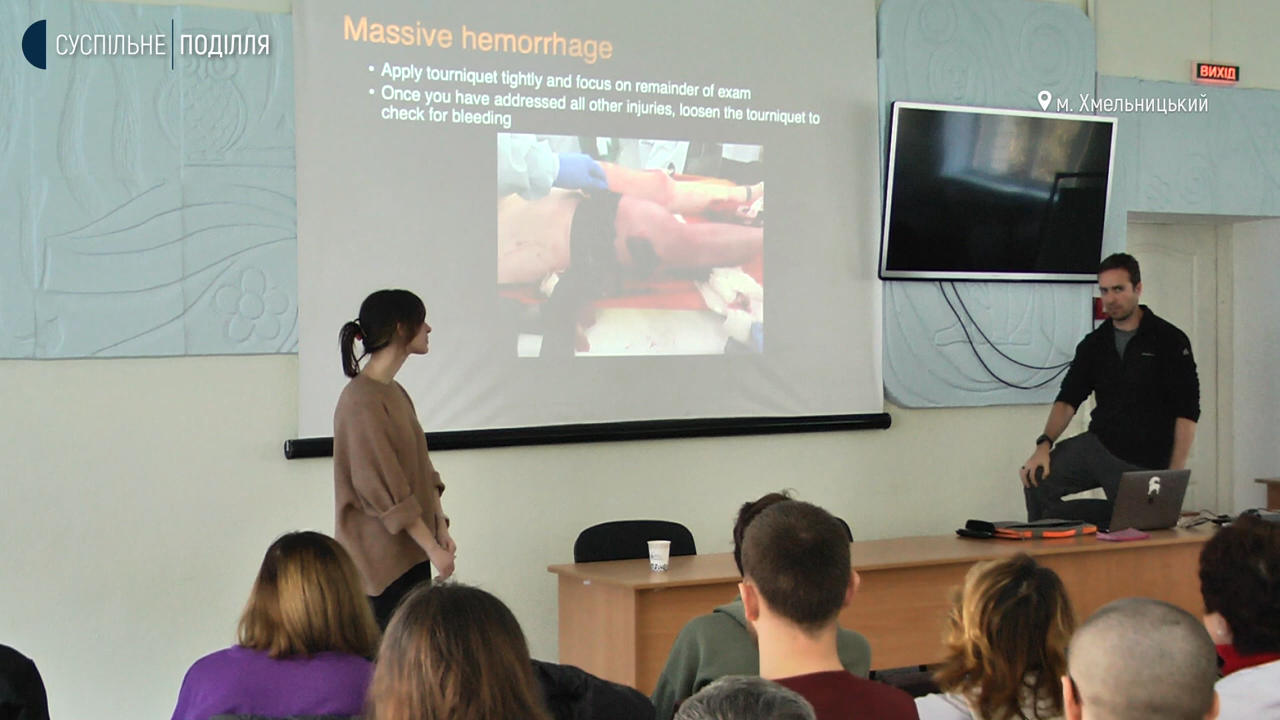 СУСПІЛЬНЕ ПОДІЛЛЯ
Massive hemorrhage
• Apply tourniquet tightly and focus on remainder of exam
• Once you have addressed all other injuries, loosen the tourniquet to
check for bleeding
ВИХІД
м. Хмельницький